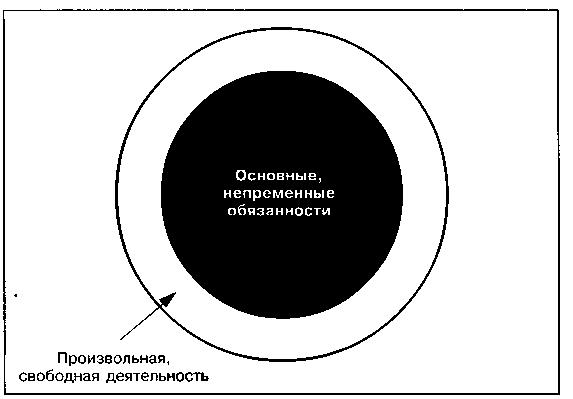 Основные,
непременные
обязанности
Произвольная,
свободная деятельность